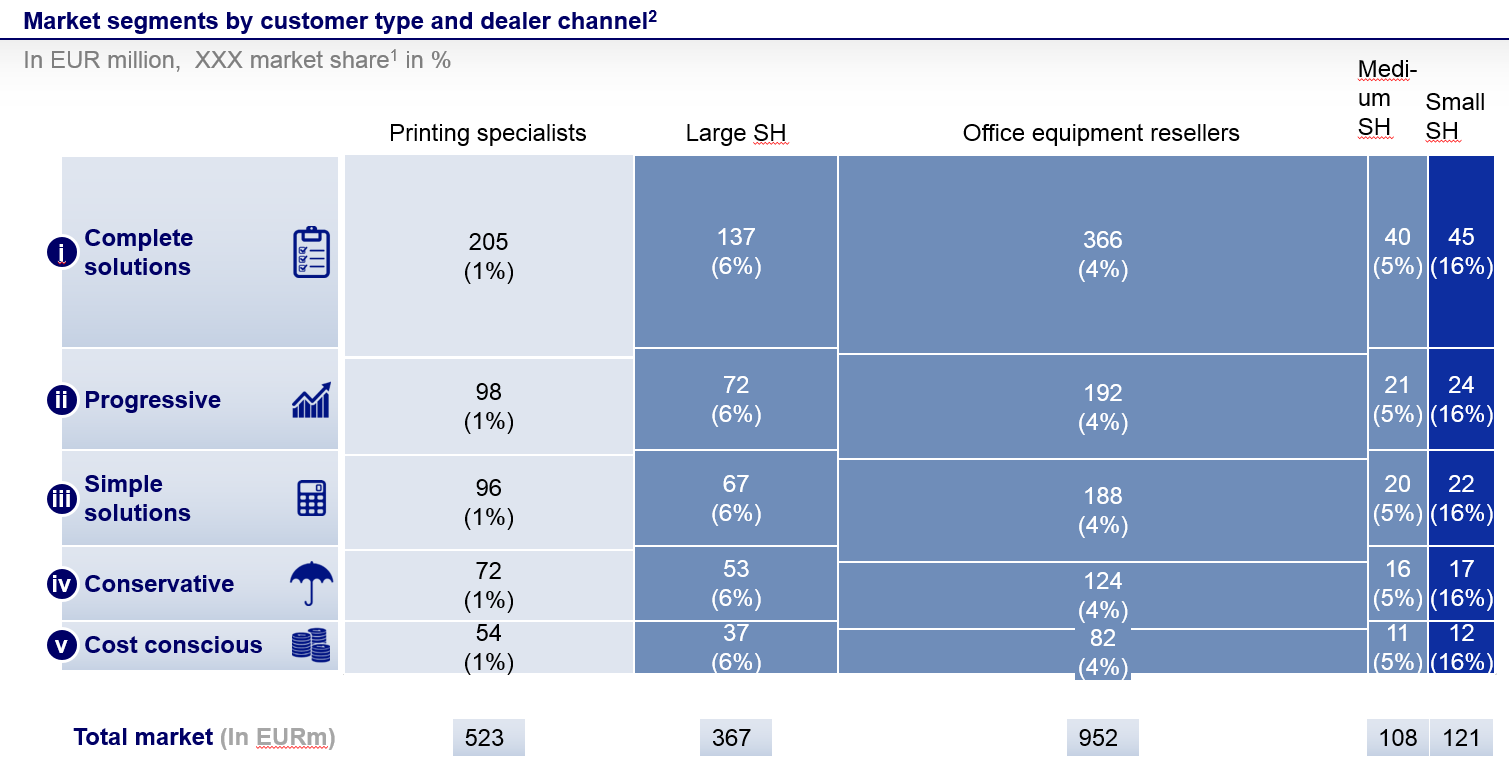 Market segments by customer type and dealer channel²
In EUR million, XXX market share¹ in %
Printing specialists
Large SH
Office equipment resellers
Medi-
um
SH
Small
SH
i
Complete
solutions
205
(1%)
137
(6%)
366
(4%)
40
(5%)
45
(16%)
ii
Progressive
98
(1%)
72
(6%)
192
(4%)
21
(5%)
24
(16%)
iii
Simple
solutions
96
(1%)
67
(6%)
188
(4%)
20
(5%)
22
(16%)
iv
Conservative
72
(1%)
53
(6%)
124
(4%)
16
(5%)
17
(16%)
v
Cost conscious
54
(1%)
37
(6%)
82
(4%)
11
(5%)
12
(16%)
Total market (In EURm)
523
367
952
108
121